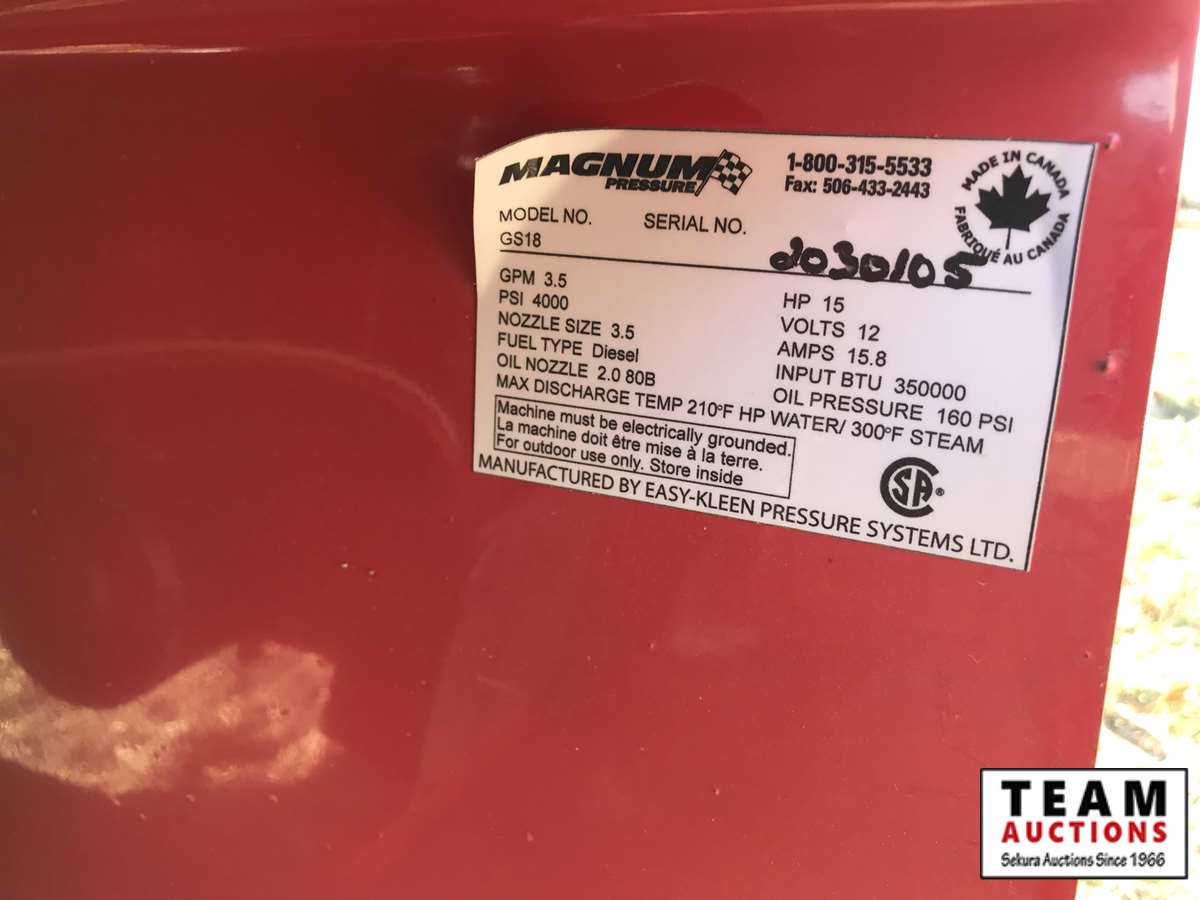 MAGNUM
PRESSURE
1-800-315-5533
Fax: 506-433-2443
MADE IN CANADA
FABRIQUÉ AU CANADA
MODEL NO. SERIAL NO.
GS18 2030105
GPM 3.5 HP 15
PSI 4000 VOLTS 12
NOZZLE SIZE 3.5 AMPS 15.8
FUEL TYPE Diesel INPUT BTU 350000
OIL NOZZLE 2.0 80B OIL PRESSURE 160 PSI
MAX DISCHARGE TEMP 210°F HP WATER/ 300°F STEAM
Machine must be electrically grounded.
La machine doit être mise à la terre.
For outdoor use only. Store inside
CSA®
MANUFACTURED BY EASY-KLEEN PRESSURE SYSTEMS LTD.
TEAM
AUCTIONS
Sekura Auctions Since 1966